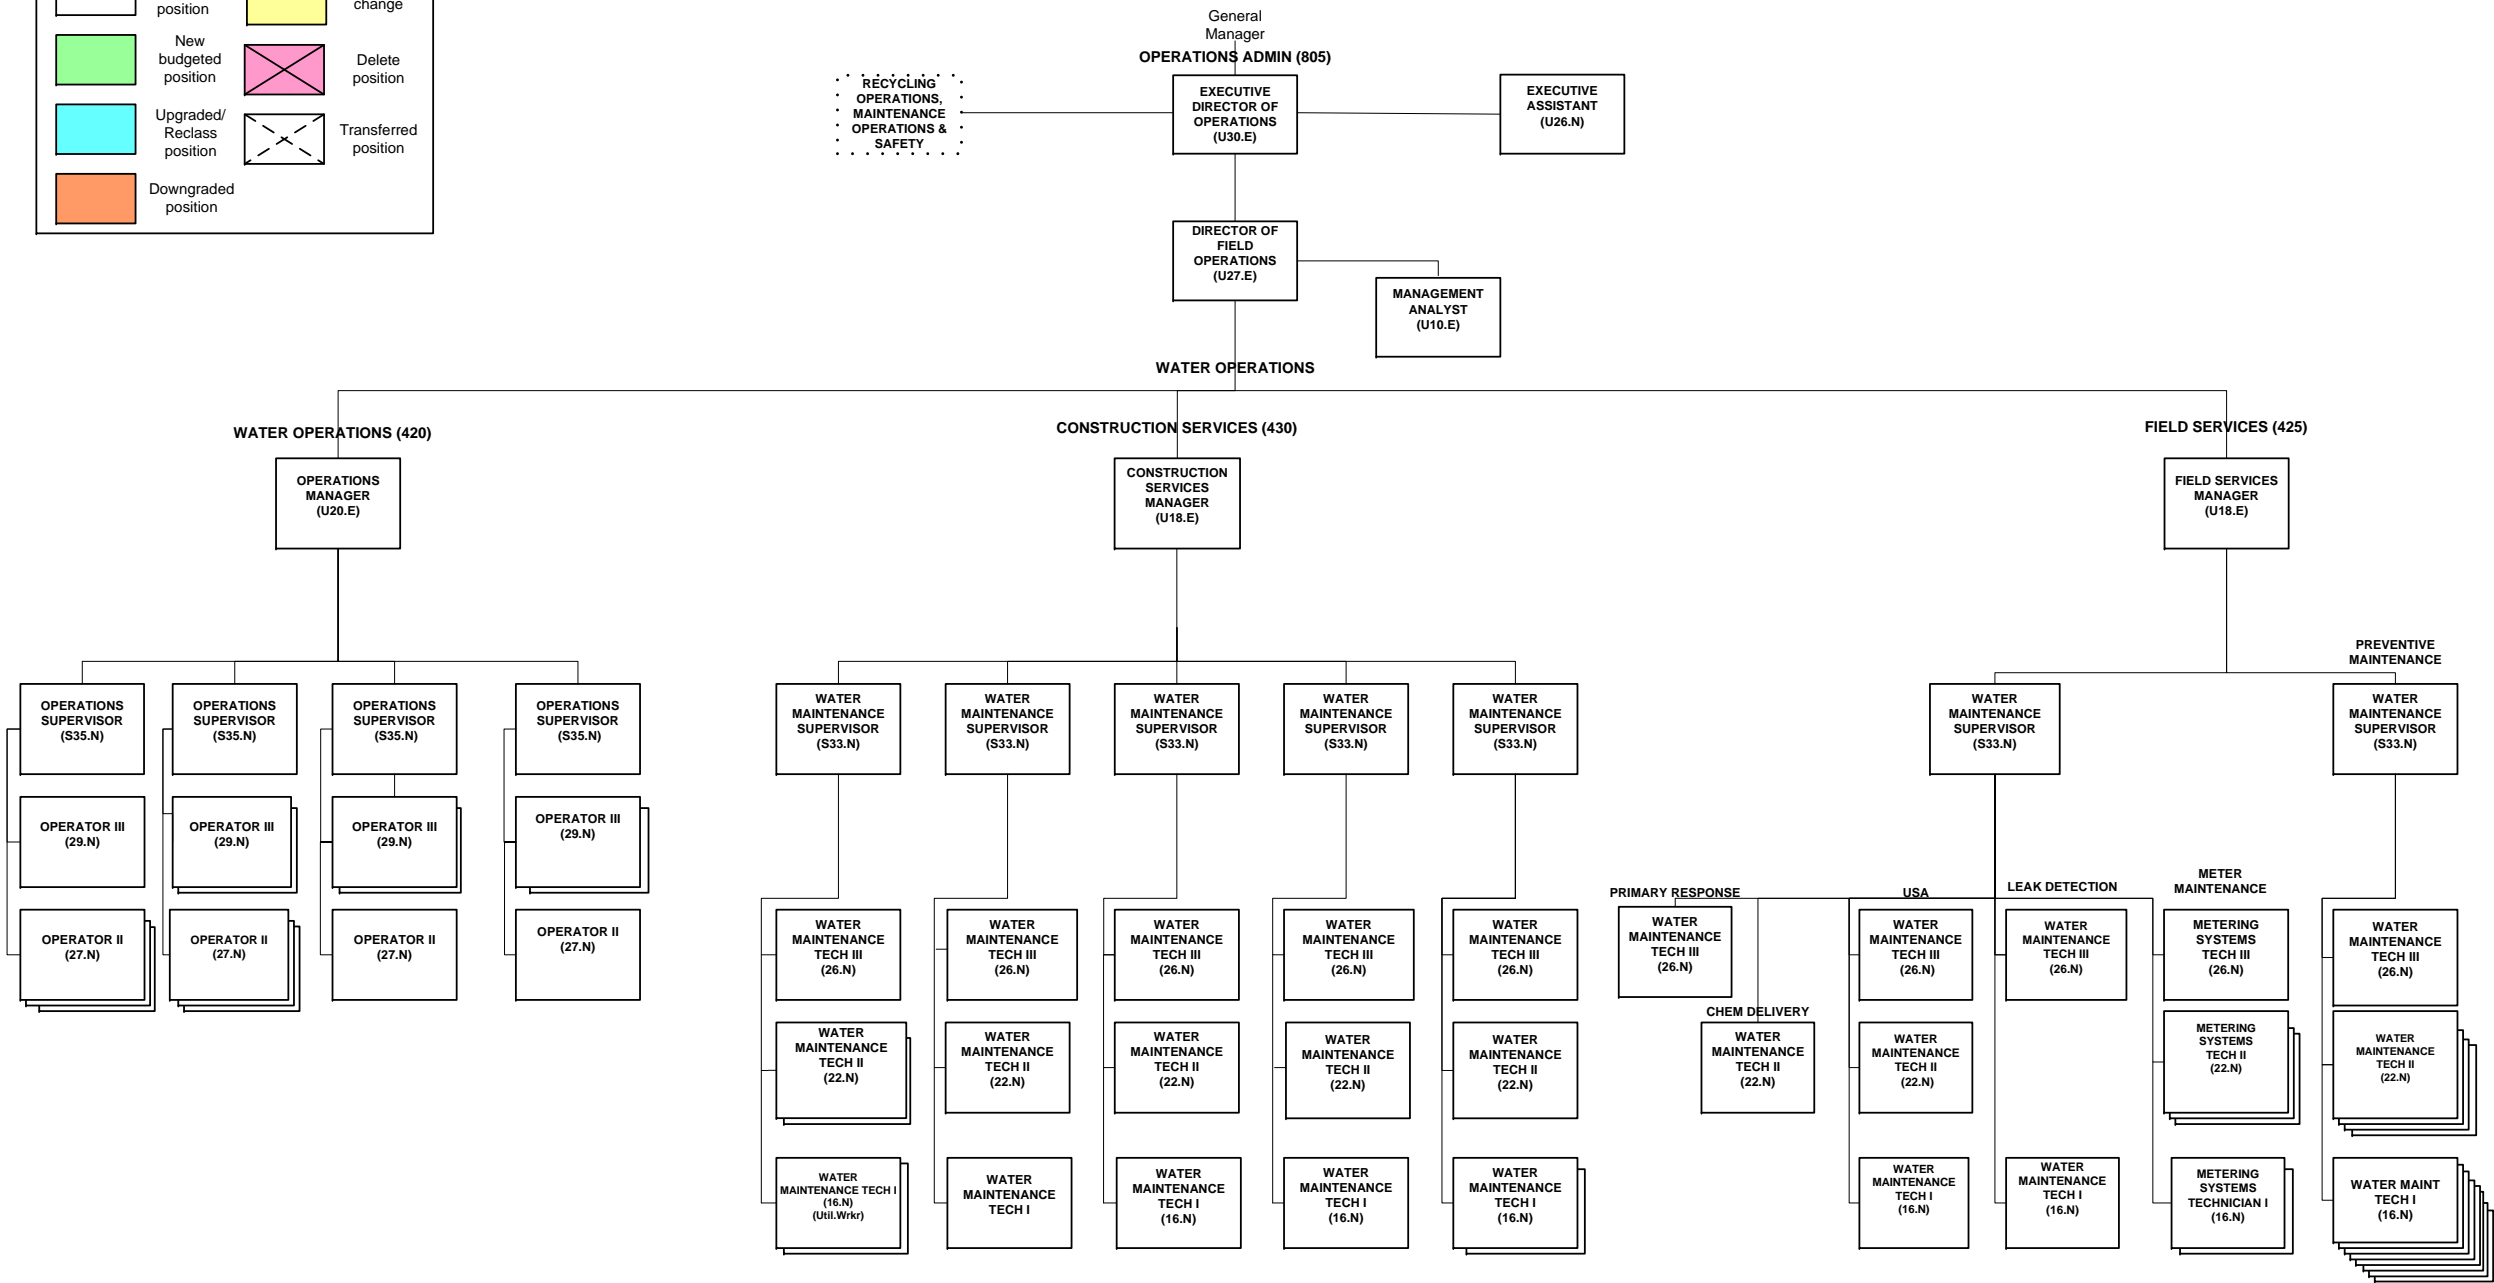 position
change
New
budgeted
position
Delete
position
Upgraded/
Reclass
position
Transferred
position
Downgraded
position
General
Manager
OPERATIONS ADMIN (805)
RECYCLING
OPERATIONS,
MAINTENANCE
OPERATIONS &
SAFETY
EXECUTIVE
DIRECTOR OF
OPERATIONS
(U30.E)
EXECUTIVE
ASSISTANT
(U26.N)
DIRECTOR OF
FIELD
OPERATIONS
(U27.E)
MANAGEMENT
ANALYST
(U10.E)
WATER OPERATIONS
WATER OPERATIONS (420)
CONSTRUCTION SERVICES (430)
FIELD SERVICES (425)
OPERATIONS
MANAGER
(U20.E)
CONSTRUCTION
SERVICES
MANAGER
(U18.E)
FIELD SERVICES
MANAGER
(U18.E)
PREVENTIVE
MAINTENANCE
OPERATIONS
SUPERVISOR
(S35.N)
OPERATIONS
SUPERVISOR
(S35.N)
OPERATIONS
SUPERVISOR
(S35.N)
OPERATIONS
SUPERVISOR
(S35.N)
WATER
MAINTENANCE
SUPERVISOR
(S33.N)
WATER
MAINTENANCE
SUPERVISOR
(S33.N)
WATER
MAINTENANCE
SUPERVISOR
(S33.N)
WATER
MAINTENANCE
SUPERVISOR
(S33.N)
WATER
MAINTENANCE
SUPERVISOR
(S33.N)
WATER
MAINTENANCE
SUPERVISOR
(S33.N)
WATER
MAINTENANCE
SUPERVISOR
(S33.N)
OPERATOR III
(29.N)
OPERATOR III
(29.N)
OPERATOR III
(29.N)
OPERATOR III
(29.N)
OPERATOR II
(27.N)
OPERATOR II
(27.N)
OPERATOR II
(27.N)
OPERATOR II
(27.N)
PRIMARY RESPONSE
USA
LEAK DETECTION
METER
MAINTENANCE
WATER
MAINTENANCE
TECH III
(26.N)
WATER
MAINTENANCE
TECH III
(26.N)
WATER
MAINTENANCE
TECH III
(26.N)
WATER
MAINTENANCE
TECH III
(26.N)
WATER
MAINTENANCE
TECH III
(26.N)
WATER
MAINTENANCE
TECH III
(26.N)
WATER
MAINTENANCE
TECH III
(26.N)
WATER
MAINTENANCE
TECH III
(26.N)
METERING
SYSTEMS
TECH III
(26.N)
WATER
MAINTENANCE
TECH III
(26.N)
CHEM DELIVERY
WATER
MAINTENANCE
TECH II
(22.N)
WATER
MAINTENANCE
TECH II
(22.N)
WATER
MAINTENANCE
TECH II
(22.N)
WATER
MAINTENANCE
TECH II
(22.N)
WATER
MAINTENANCE
TECH II
(22.N)
WATER
MAINTENANCE
TECH II
(22.N)
WATER
MAINTENANCE
TECH II
(22.N)
METERING
SYSTEMS
TECH II
(22.N)
WATER
MAINTENANCE
TECH II
(22.N)
WATER
MAINTENANCE TECH I
(16.N)
(Util.Wrkr)
WATER
MAINTENANCE
TECH I
WATER
MAINTENANCE
TECH I
(16.N)
WATER
MAINTENANCE
TECH I
(16.N)
WATER
MAINTENANCE
TECH I
(16.N)
WATER
MAINTENANCE
TECH I
(16.N)
WATER
MAINTENANCE
TECH I
(16.N)
METERING
SYSTEMS
TECHNICIAN I
(16.N)
WATER MAINT
TECH I
(16.N)